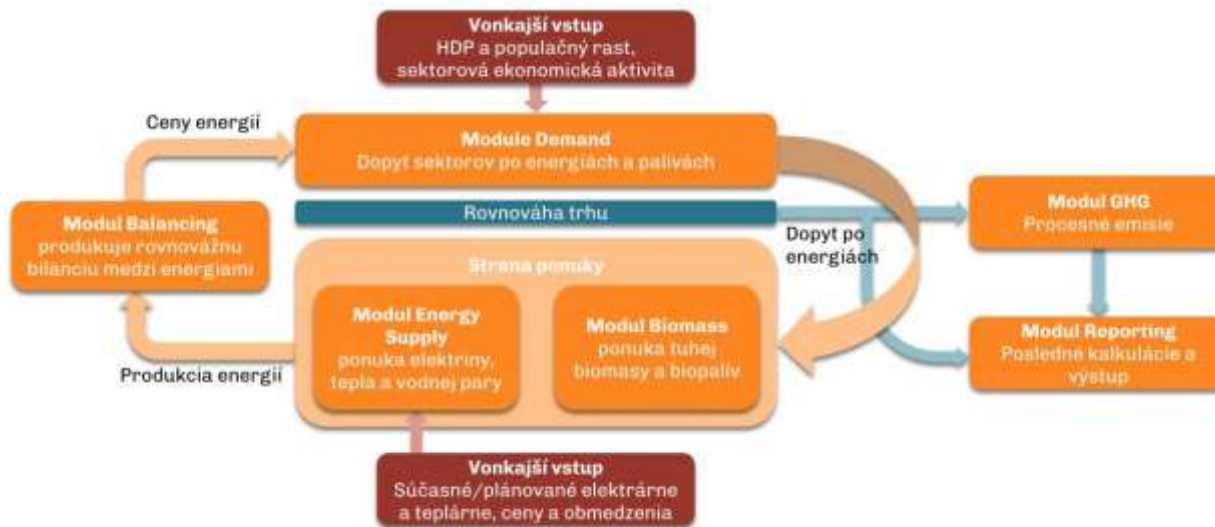 Vonkajší vstup
HDP a populačný rast,
sektorová ekonomická aktivita
Ceny energií
Module Demand
Dopyt sektorov po energiách a palivách
Modul Balancing
produkuje rovnovážnu
bilanciu medzi energiami
Rovnováha trhu
Dopyt po
energiách
Modul GHG
Procesné emisie
Strana ponuky
Modul Energy
Supply
ponuka elektriny,
tepla a vodnej pary
Modul Biomass
ponuka tuhej
biomasy a biopalív
Modul Reporting
Posledné kalkulácie a
výstup
Produkcia energií
Vonkajší vstup
Súčasné/plánované elektrárne
a teplárne, ceny a obmedzenia